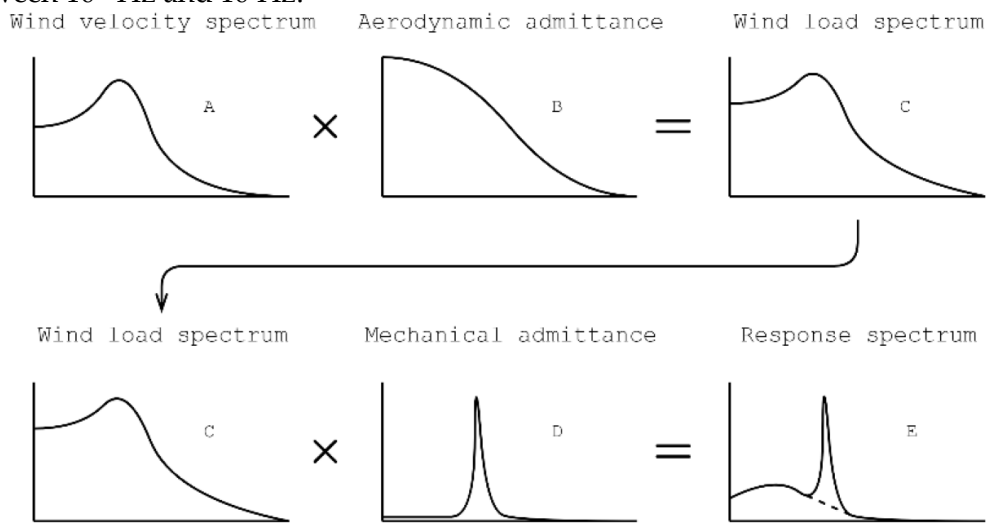 Wind velocity spectrum Aerodynamic admittance Wind load spectrum
A B C
× =
Wind load spectrum Mechanical admittance Response spectrum
C D E
× =